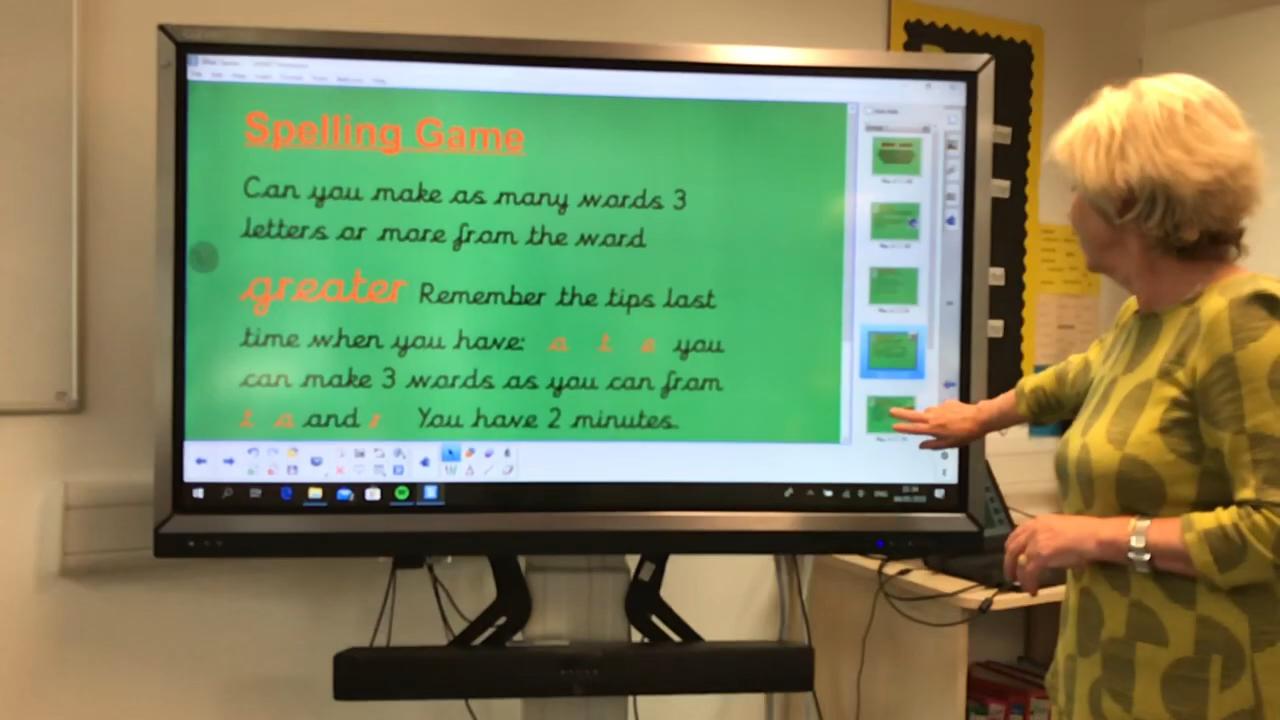 Spelling Game
Can you make as many words 3
letters or more from the word
greater Remember the tips last
time when you have: a t e you
can make 3 words as you can from
t a and r You have 2 minutes.